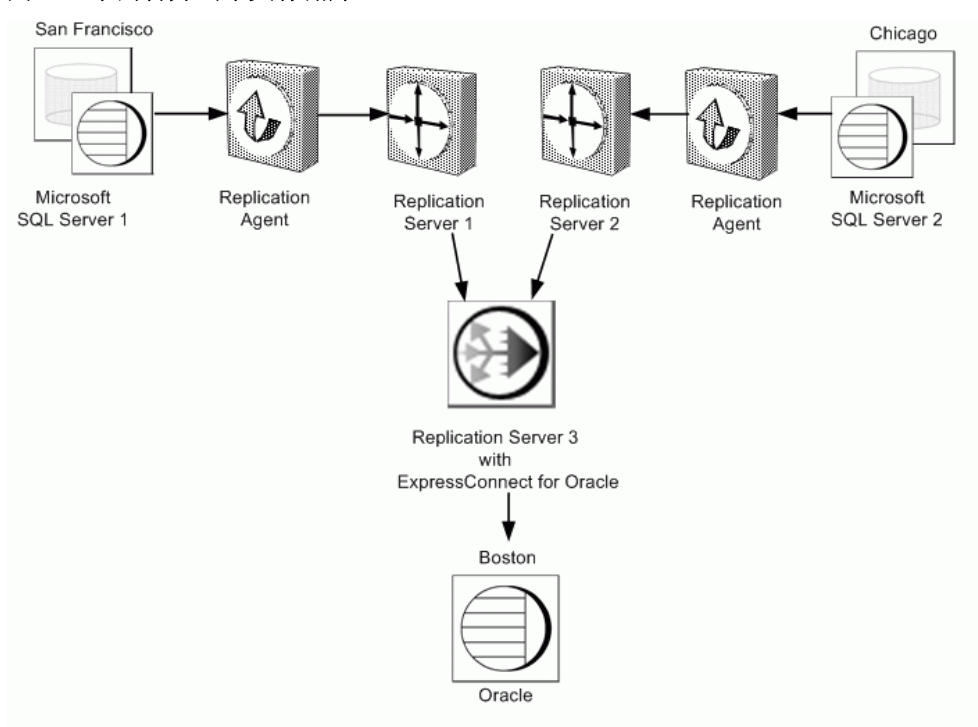 San Francisco
Chicago
Microsoft
SQL Server 1
Replication
Agent
Replication
Server 1
Replication
Server 2
Replication
Agent
Microsoft
SQL Server 2
Replication Server 3
with
ExpressConnect for Oracle
Boston
Oracle